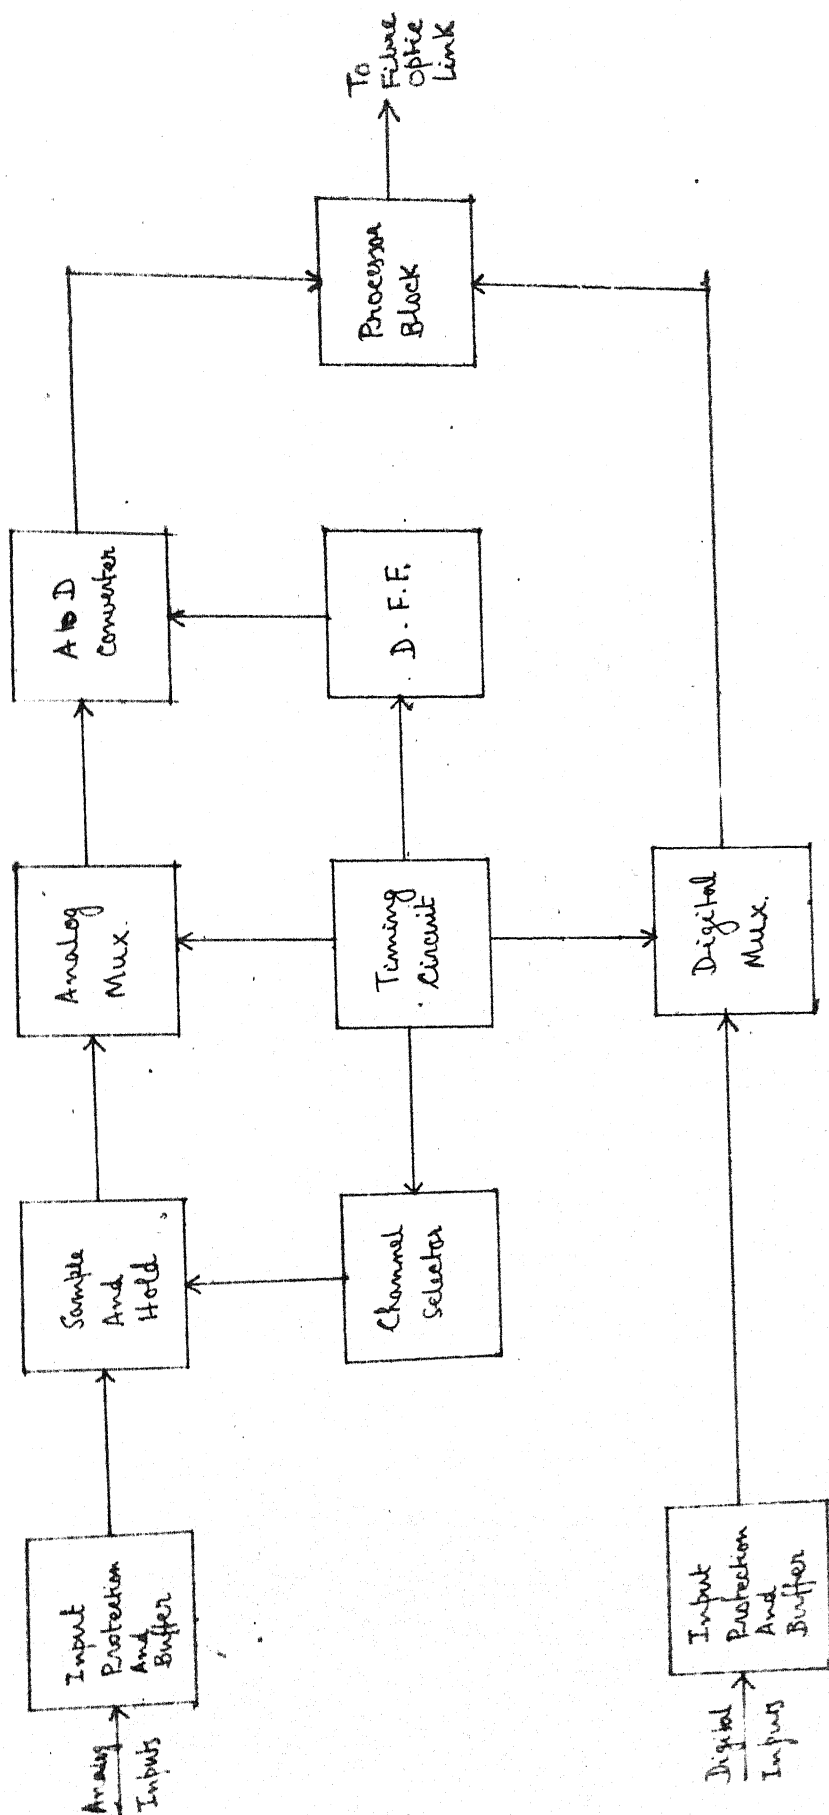 Analog
Inputs
Input
Protection
And
Buffer
Sample
And
Hold
Analog
Mux.
A to D
Converter
Channel
Selector
Timing
Circuit
D-F.F.
Processor
Block
To
Fibre
Optic
Link
Digital
Inputs
Input
Protection
And
Buffer
Digital
Mux.